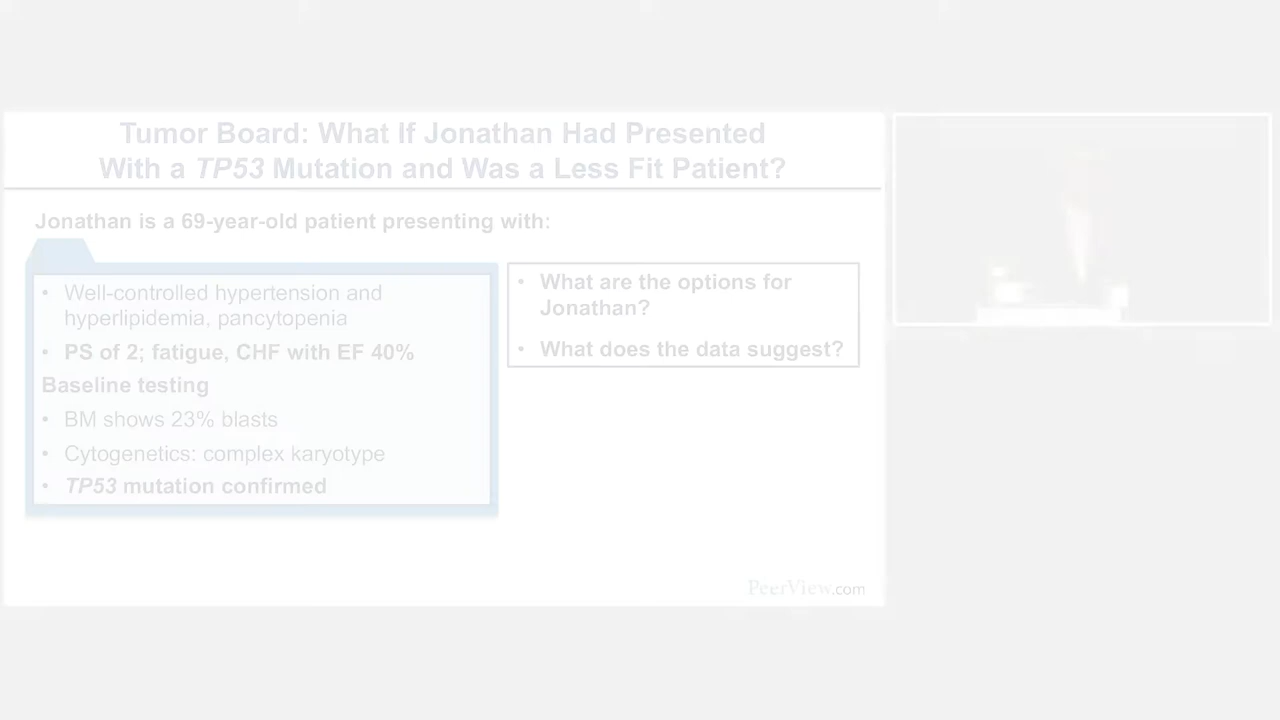 Tumor Board: What If Jonathan Had Presented
With a TP53 Mutation and Was a Less Fit Patient?
Jonathan is a 69-year-old patient presenting with:
• Well-controlled hypertension and
hyperlipidemia, pancytopenia
• PS of 2; fatigue, CHF with EF 40%
Baseline testing
• BM shows 23% blasts
• Cytogenetics: complex karyotype
• TP53 mutation confirmed
• What are the options for
Jonathan?
• What does the data suggest?
PeerView.com